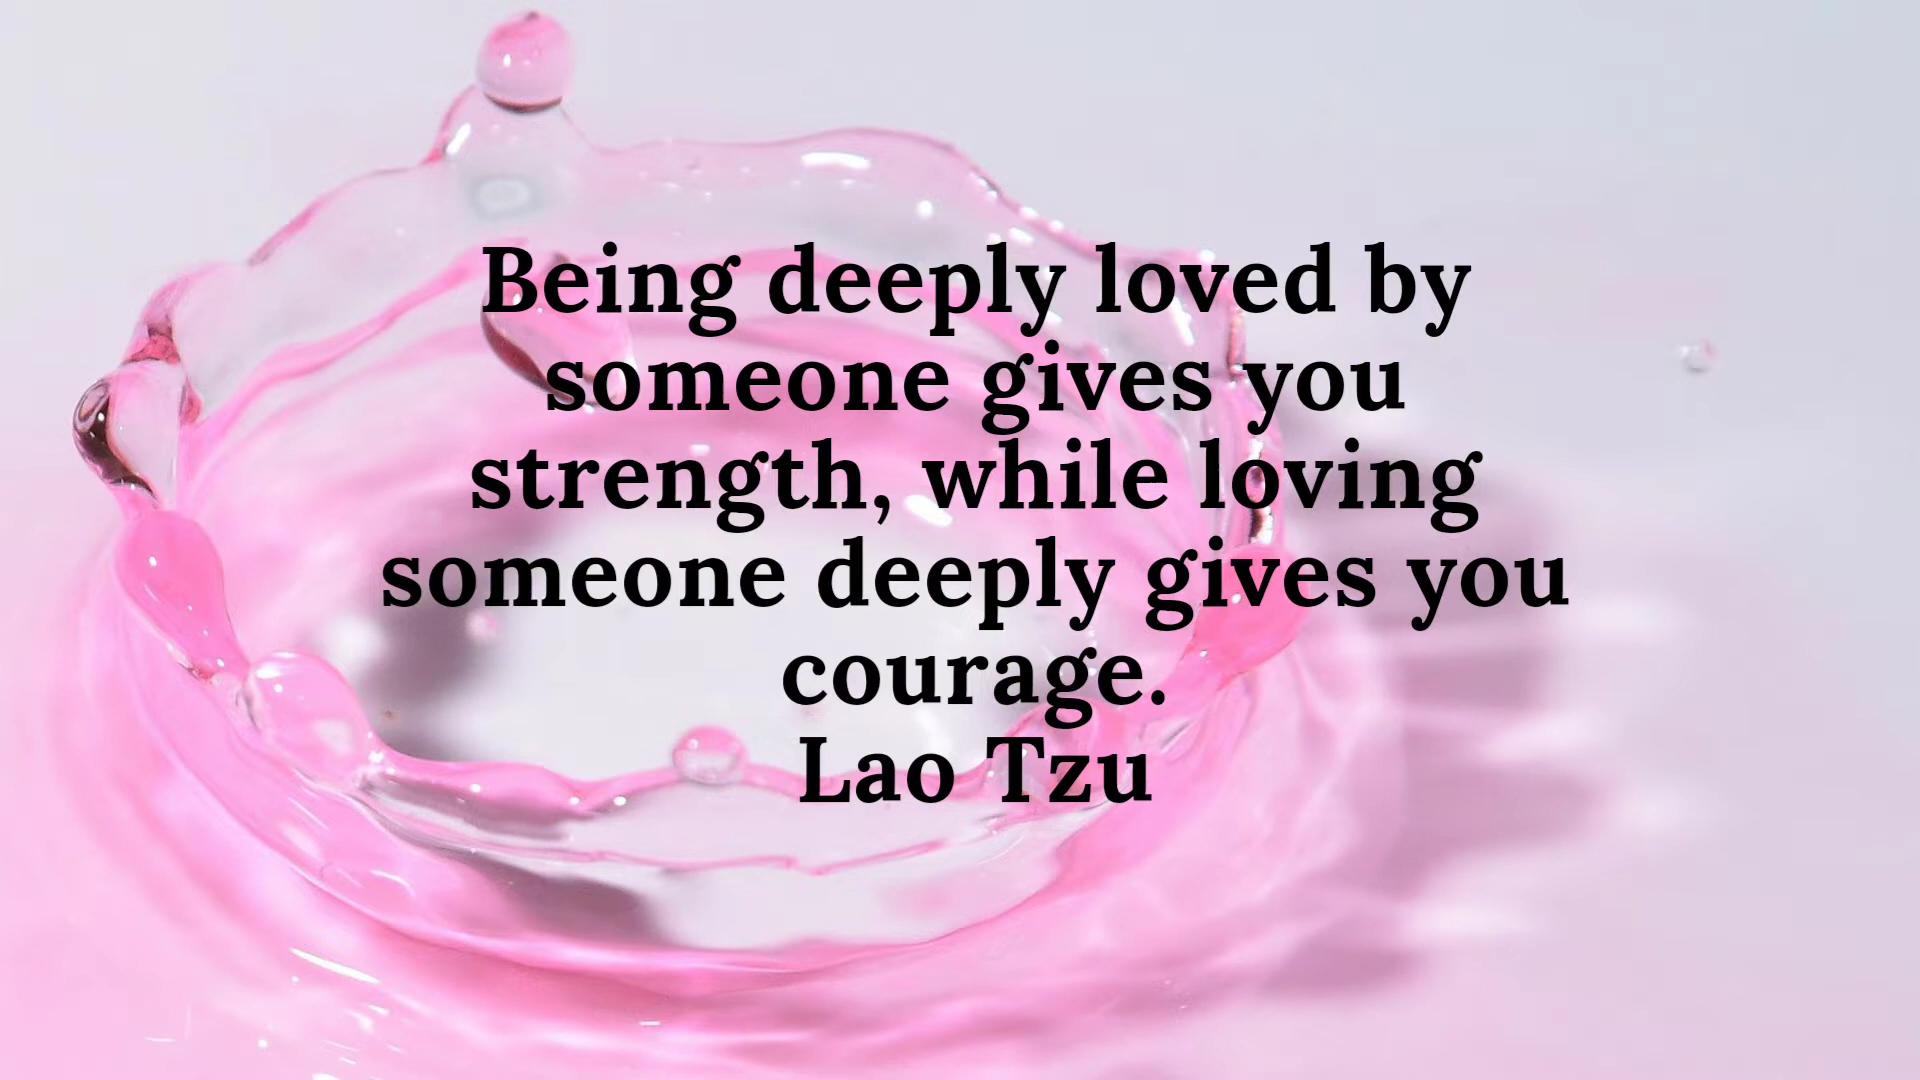 Being deeply loved by
someone gives you
strength, while loving
someone deeply gives you
courage.
Lao Tzu